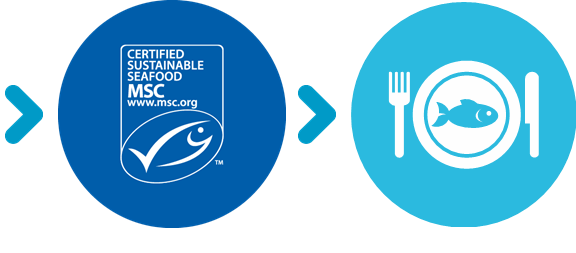 CERTIFIED
SUSTAINABLE
SEAFOOD
MSC
www.msc.org
TM